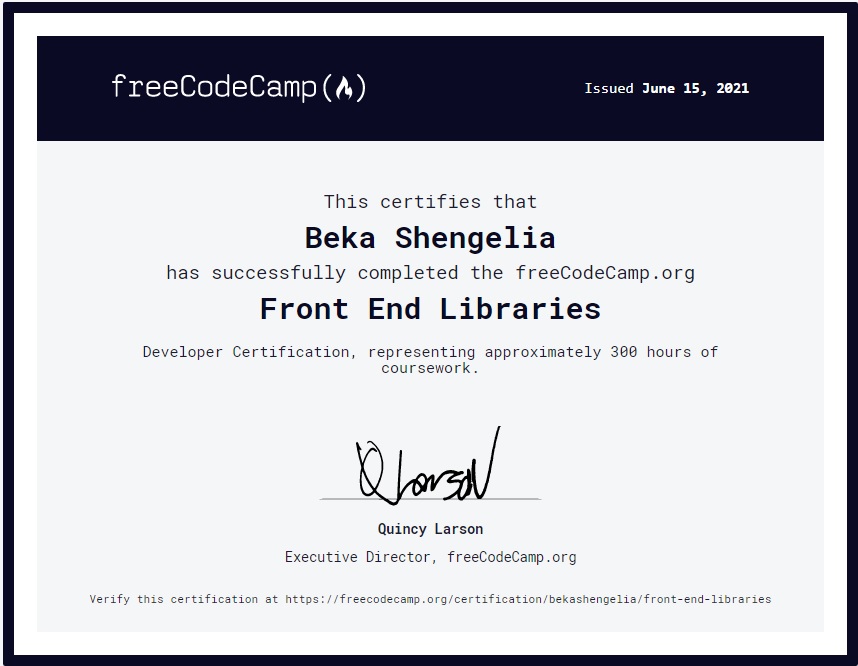 freeCodeCamp(🔥)
Issued June 15, 2021
This certifies that
Beka Shengelia
has successfully completed the freeCodeCamp.org
Front End Libraries
Developer Certification, representing approximately 300 hours of
coursework.
Q Larson
Quincy Larson
Executive Director, freeCodeCamp.org
Verify this certification at https://freecodecamp.org/certification/bekashengelia/front-end-libraries